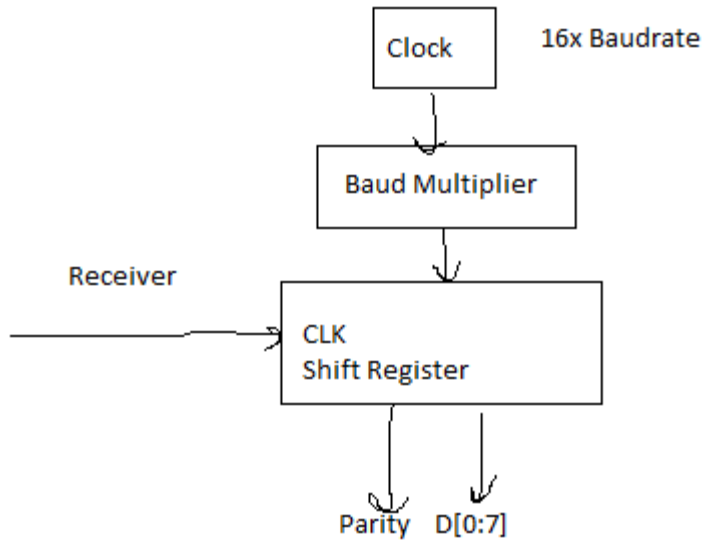 Clock
16x Baudrate
Baud Multiplier
Receiver
CLK
Shift Register
Parity
D[0:7]